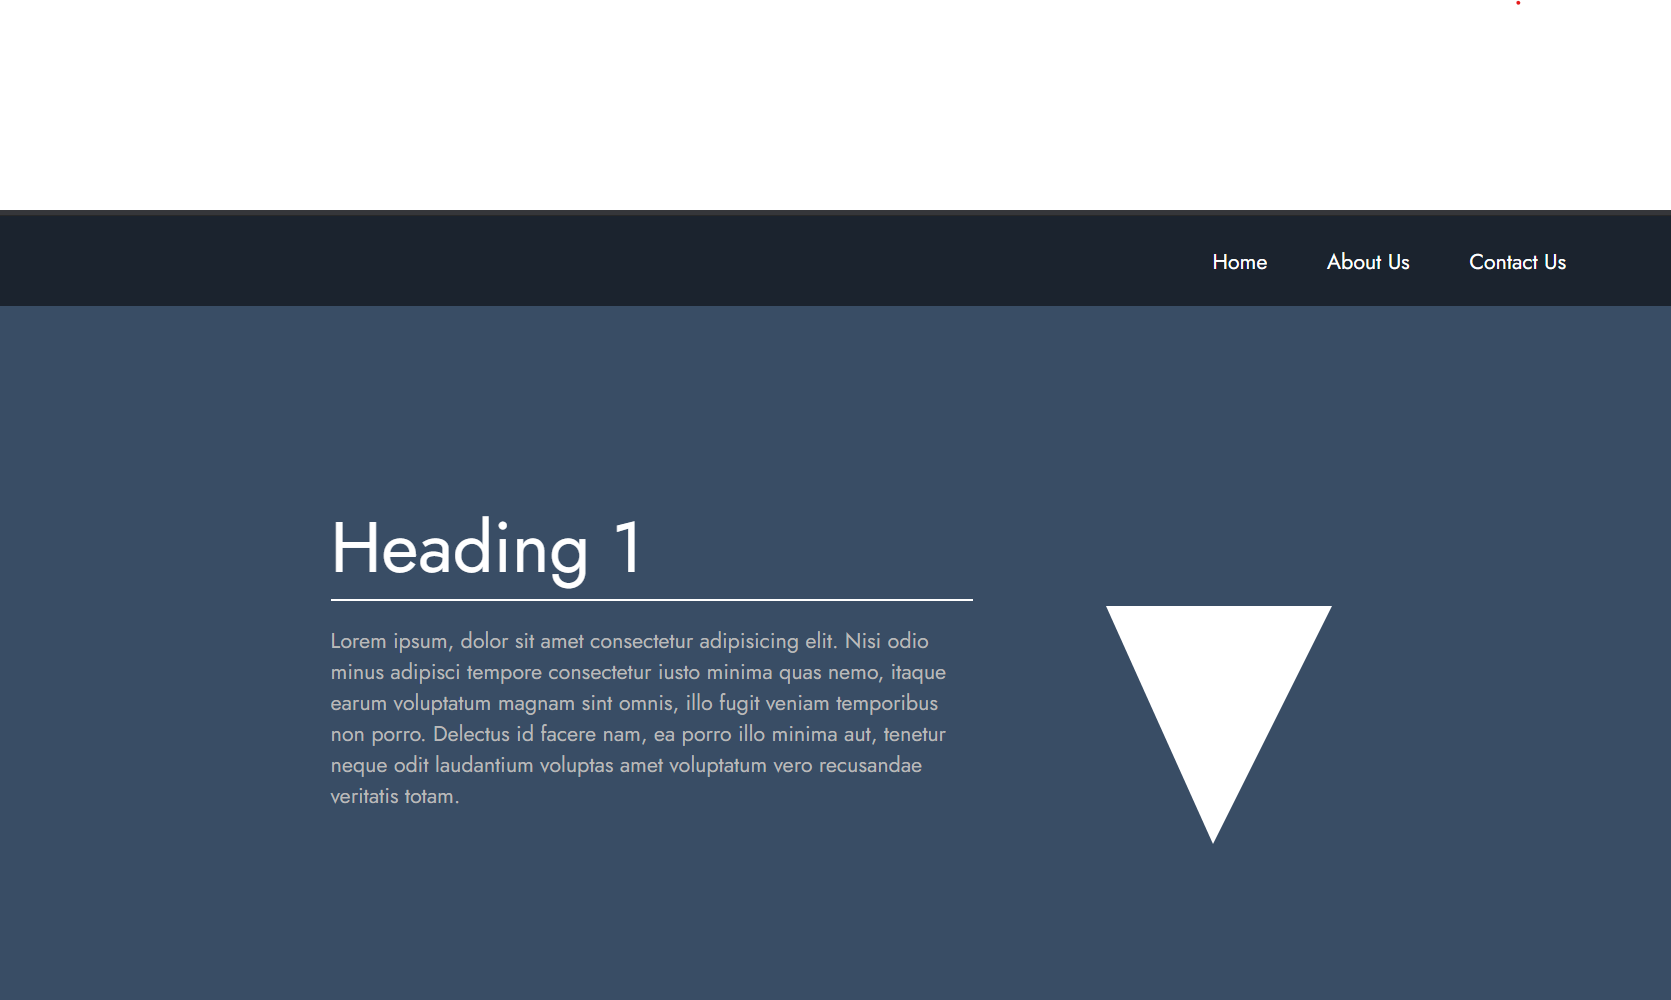 Home About Us Contact Us
Heading 1
Lorem ipsum, dolor sit amet consectetur adipisicing elit. Nisi odio
minus adipisci tempore consectetur iusto minima quas nemo, itaque
earum voluptatum magnam sint omnis, illo fugit veniam temporibus
non porro. Delectus id facere nam, ea porro illo minima aut, tenetur
neque odit laudantium voluptas amet voluptatum vero recusandae
veritatis totam.